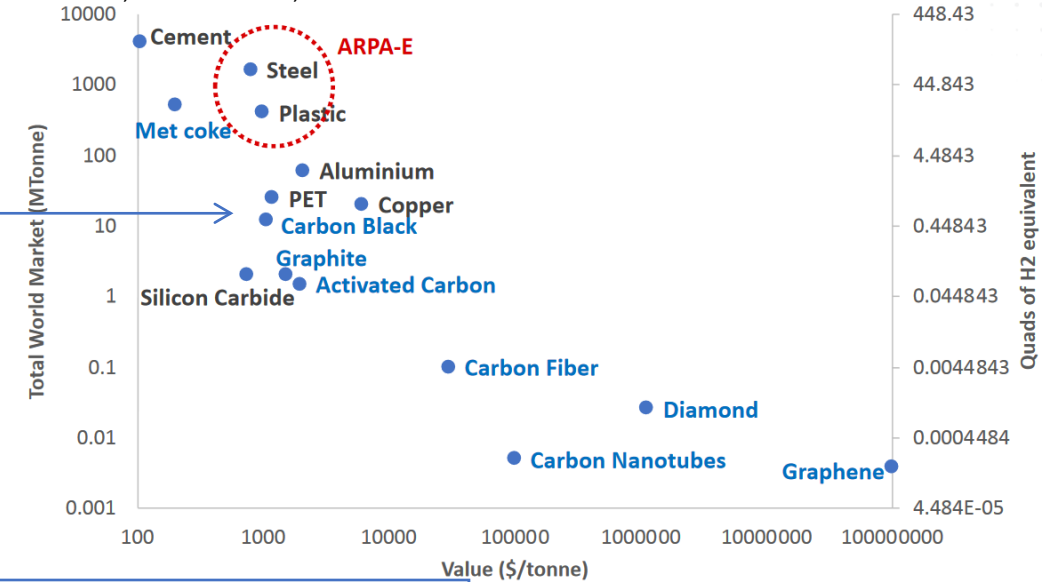 10000
448.43
Cement
ARPA-E
Steel
1000
44.843
Plastic
Met coke
100
4.4843
Aluminium
PET
Copper
10
0.44843
Carbon Black
Graphite
Activated Carbon
Silicon Carbide
1
0.044843
0.1
0.0044843
Carbon Fiber
Diamond
0.01
0.0004484
Carbon Nanotubes
Graphene
0.001
4.484E-05
100
1000
10000
100000
1000000
10000000
100000000
Value ($/tonne)
Total World Market (MTonne)
Quads of H2 equivalent